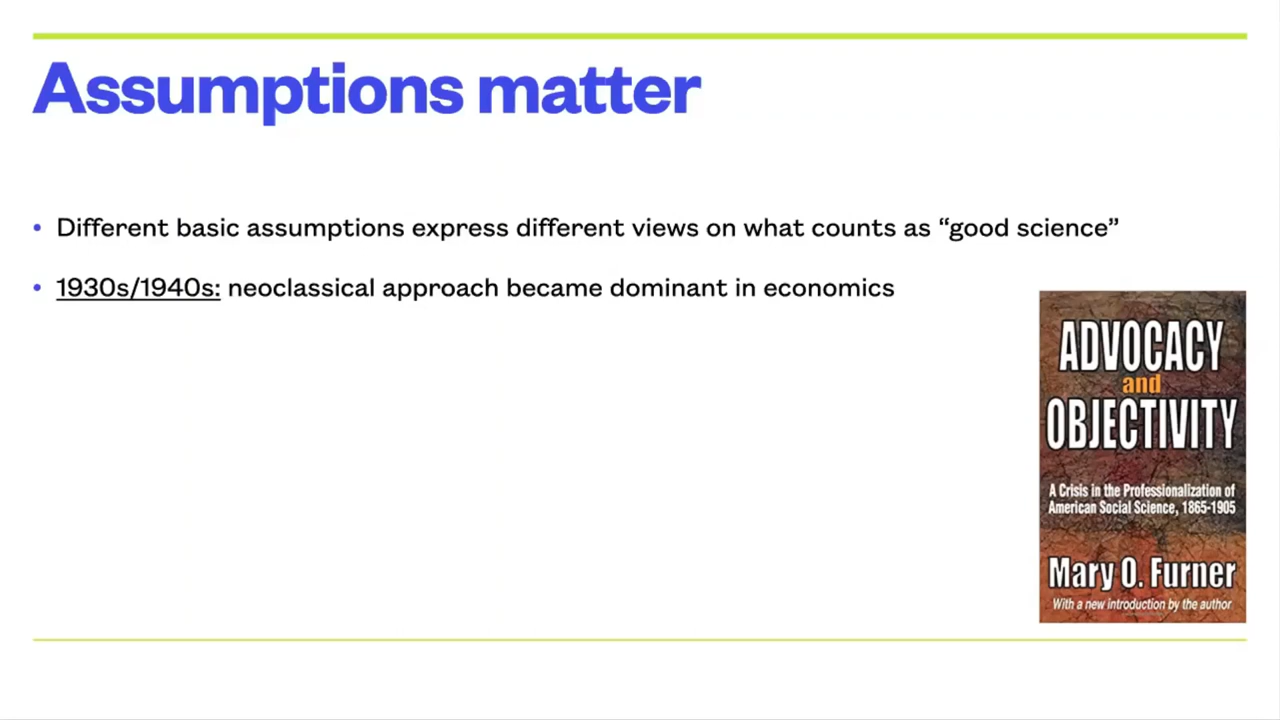 Assumptions matter
• Different basic assumptions express different views on what counts as “good science”
• 1930s/1940s: neoclassical approach became dominant in economics
ADVOCACY
and
OBJECTIVITY
A Crisis in the Professionalization of
American Social Science, 1865-1905
Mary O. Furner
With a new introduction by the author